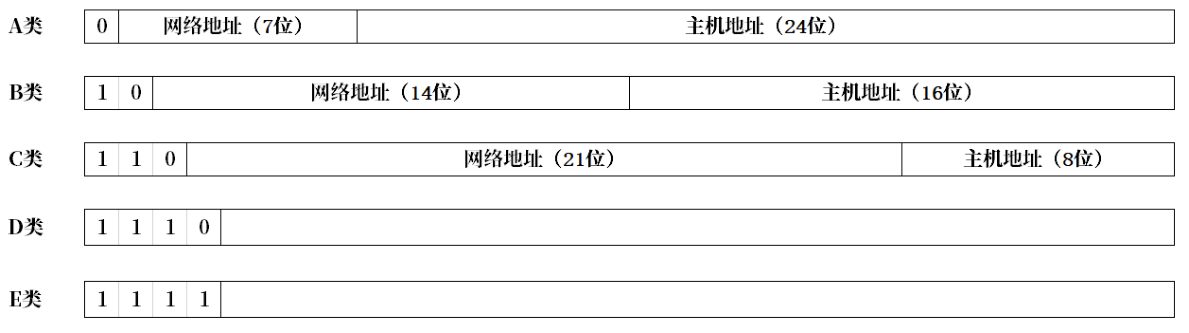 A类 0 网络地址（7位） 主机地址（24位）
B类 1 0 网络地址（14位） 主机地址（16位）
C类 1 1 0 网络地址（21位） 主机地址（8位）
D类 1 1 1 0
E类 1 1 1 1